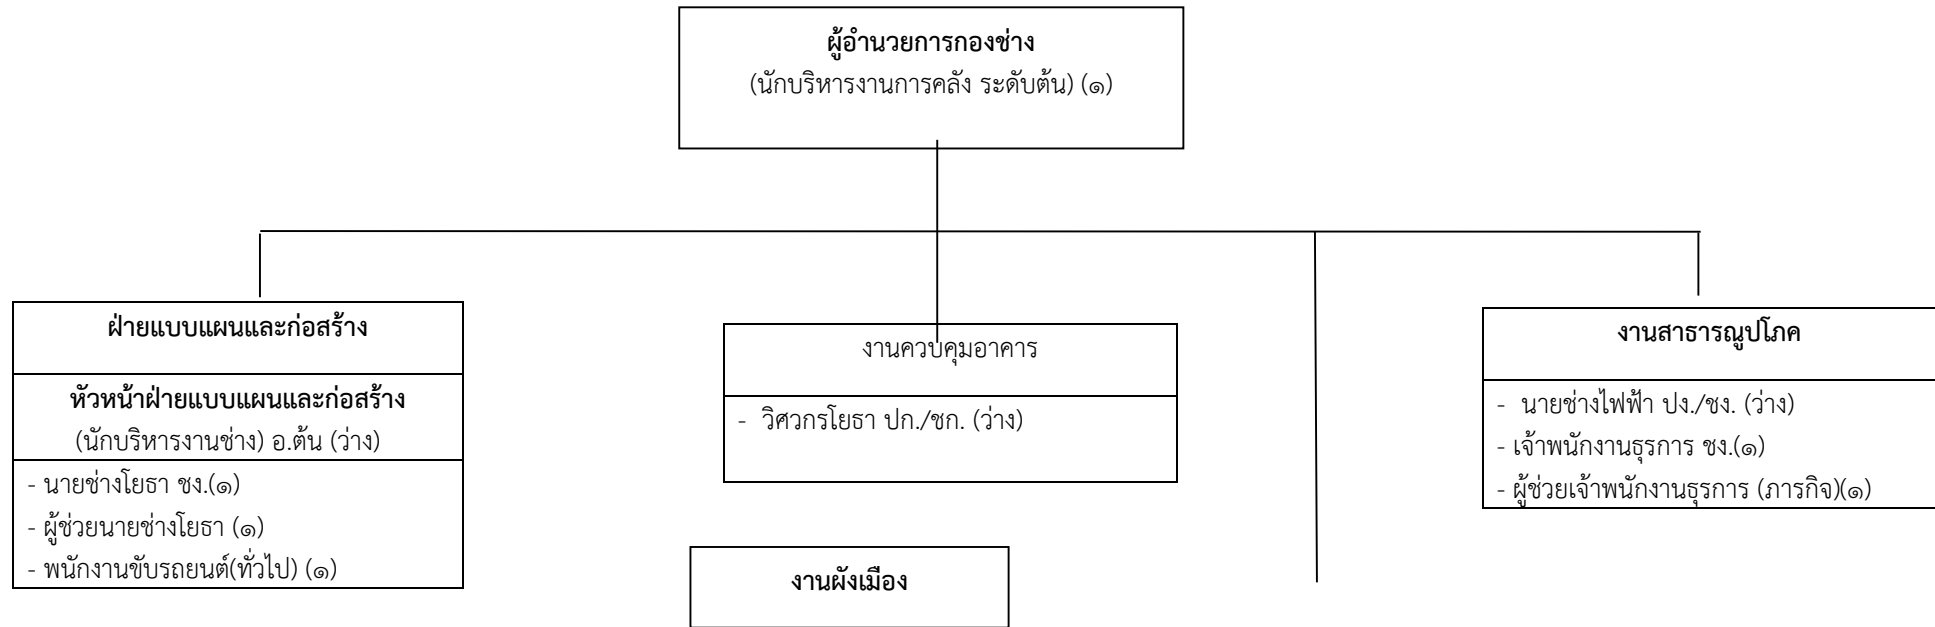 ผู้อำนวยการกองช่าง
(นักบริหารงานการคลัง ระดับต้น) (๑)
ฝ่ายแบบแผนและก่อสร้าง
หัวหน้าฝ่ายแบบแผนและก่อสร้าง
(นักบริหารงานช่าง) อ.ต้น (ว่าง)
- นายช่างโยธา ชง.(๑)
- ผู้ช่วยนายช่างโยธา (๑)
- พนักงานขับรถยนต์(ทั่วไป) (๑)
งานควบคุมอาคาร
- วิศวกรโยธา ปก./ชก. (ว่าง)
งานผังเมือง
งานสาธารณูปโภค
- นายช่างไฟฟ้า ปง./ชง. (ว่าง)
- เจ้าพนักงานธุรการ ชง.(๑)
- ผู้ช่วยเจ้าพนักงานธุรการ (ภารกิจ)(๑)